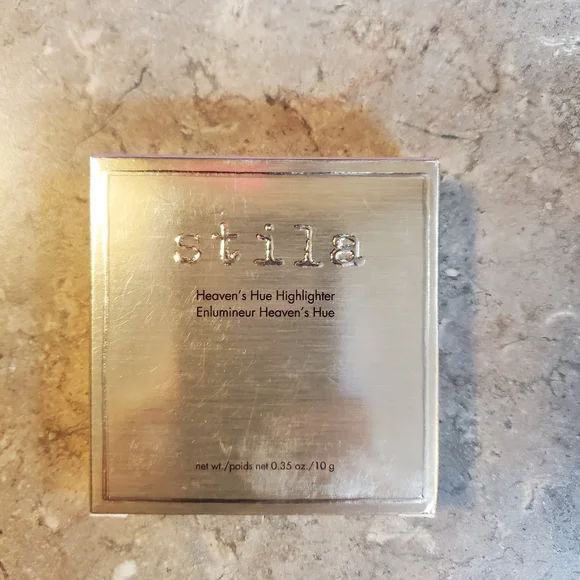 stila
Heaven's Hue Highlighter
Enlumineur Heaven's Hue
net wt./poids net 0.35 oz./10 g